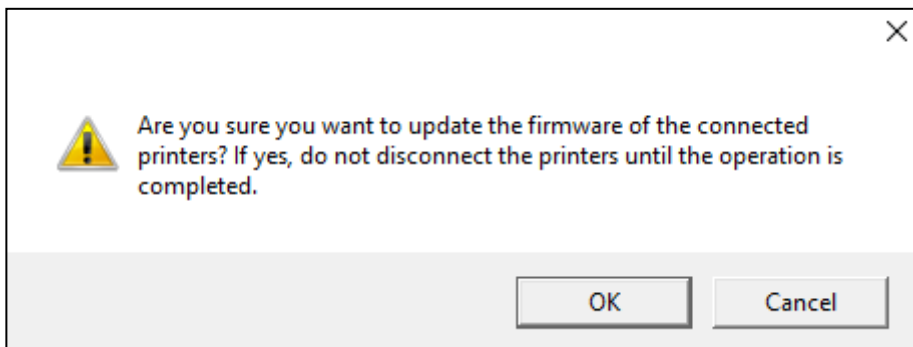 Are you sure you want to update the firmware of the connected
printers? If yes, do not disconnect the printers until the operation is
completed.
OK
Cancel